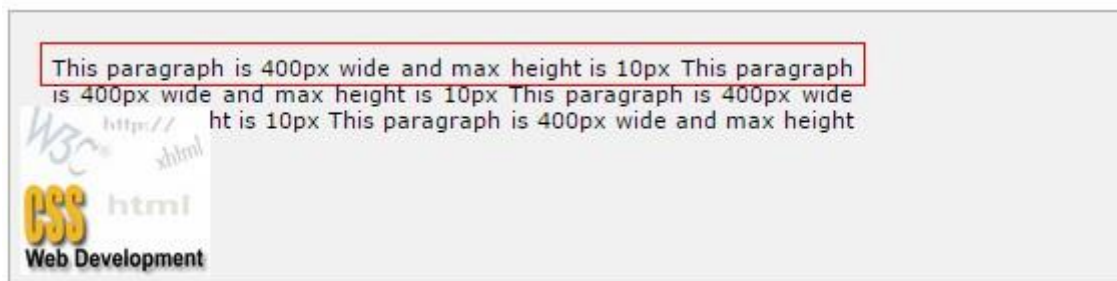 This paragraph is 400px wide and max height is 10px This paragraph
is 400px wide and max height is 10px This paragraph is 400px wide
ht is 10px This paragraph is 400px wide and max height
W3C®
http://
xhtml
CSS
html
Web Development